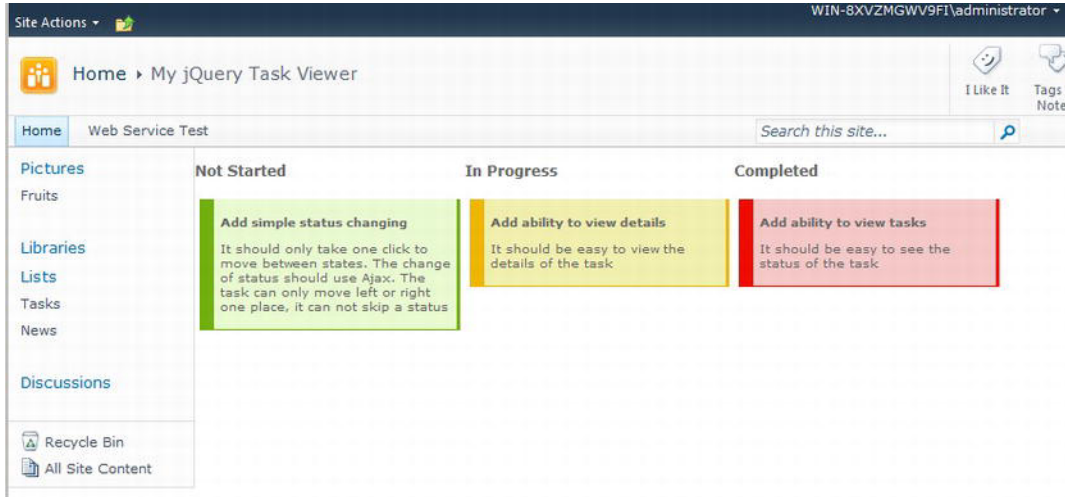 WIN-8XVZMGWV9FI\administrator
Site Actions
Home My jQuery Task Viewer
I Like It
Tags
Note
Home Web Service Test
Search this site...
Pictures
Fruits
Libraries
Lists
Tasks
News
Discussions
Recycle Bin
All Site Content
Not Started
Add simple status changing
It should only take one click to
move between states. The change
of status should use Ajax. The
task can only move left or right
one place, it can not skip a status
In Progress
Add ability to view details
It should be easy to view the
details of the task
Completed
Add ability to view tasks
It should be easy to see the
status of the task